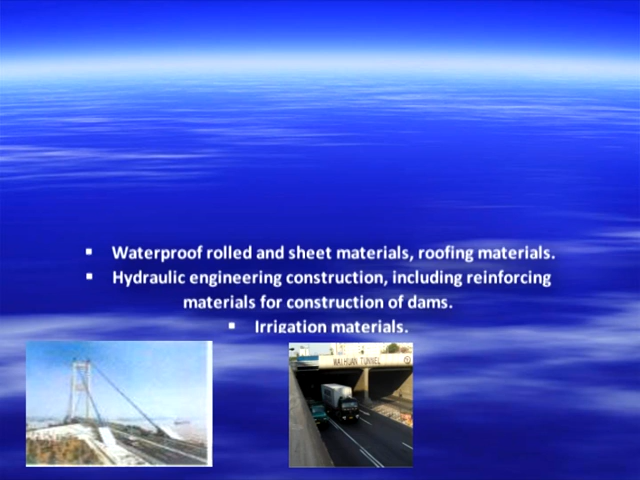 ▪ Waterproof rolled and sheet materials, roofing materials.
▪ Hydraulic engineering construction, including reinforcing
materials for construction of dams.
▪ Irrigation materials.
WAIHUAN TUNNEL